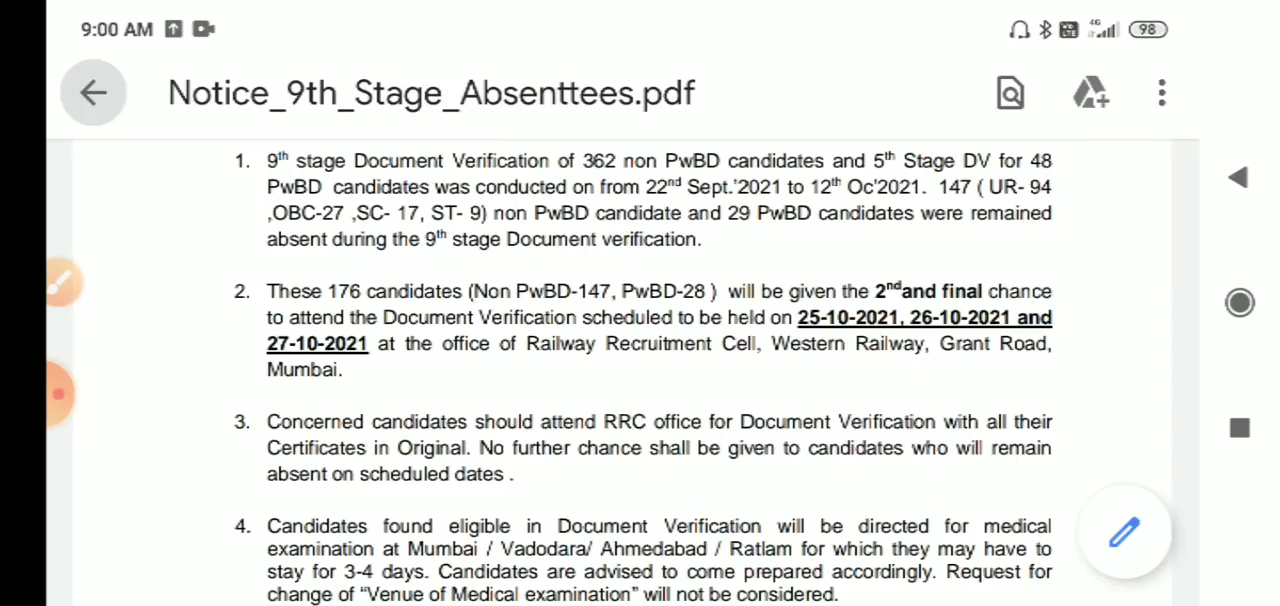 9:00 AM 4G 98
Notice_9th_Stage_Absenttees.pdf
1. 9th stage Document Verification of 362 non PwBD candidates and 5th Stage DV for 48
PwBD candidates was conducted on from 22nd Sept.'2021 to 12th Oc'2021. 147 ( UR- 94
,OBC-27 ,SC- 17, ST- 9) non PwBD candidate and 29 PwBD candidates were remained
absent during the 9th stage Document verification.
2. These 176 candidates (Non PwBD-147, PwBD-28 ) will be given the 2nd and final chance
to attend the Document Verification scheduled to be held on 25-10-2021, 26-10-2021 and
27-10-2021 at the office of Railway Recruitment Cell, Western Railway, Grant Road,
Mumbai.
3. Concerned candidates should attend RRC office for Document Verification with all their
Certificates in Original. No further chance shall be given to candidates who will remain
absent on scheduled dates .
4. Candidates found eligible in Document Verification will be directed for medical
examination at Mumbai / Vadodara/ Ahmedabad / Ratlam for which they may have to
stay for 3-4 days. Candidates are advised to come prepared accordingly. Request for
change of "Venue of Medical examination" will not be considered.